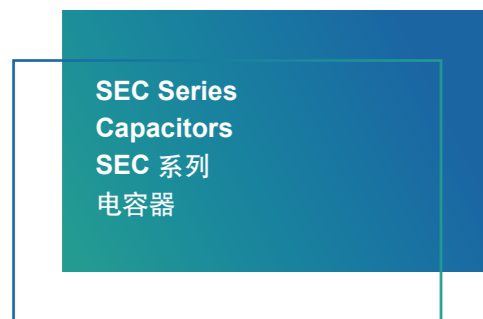 SEC Series
Capacitors
SEC 系列
电容器